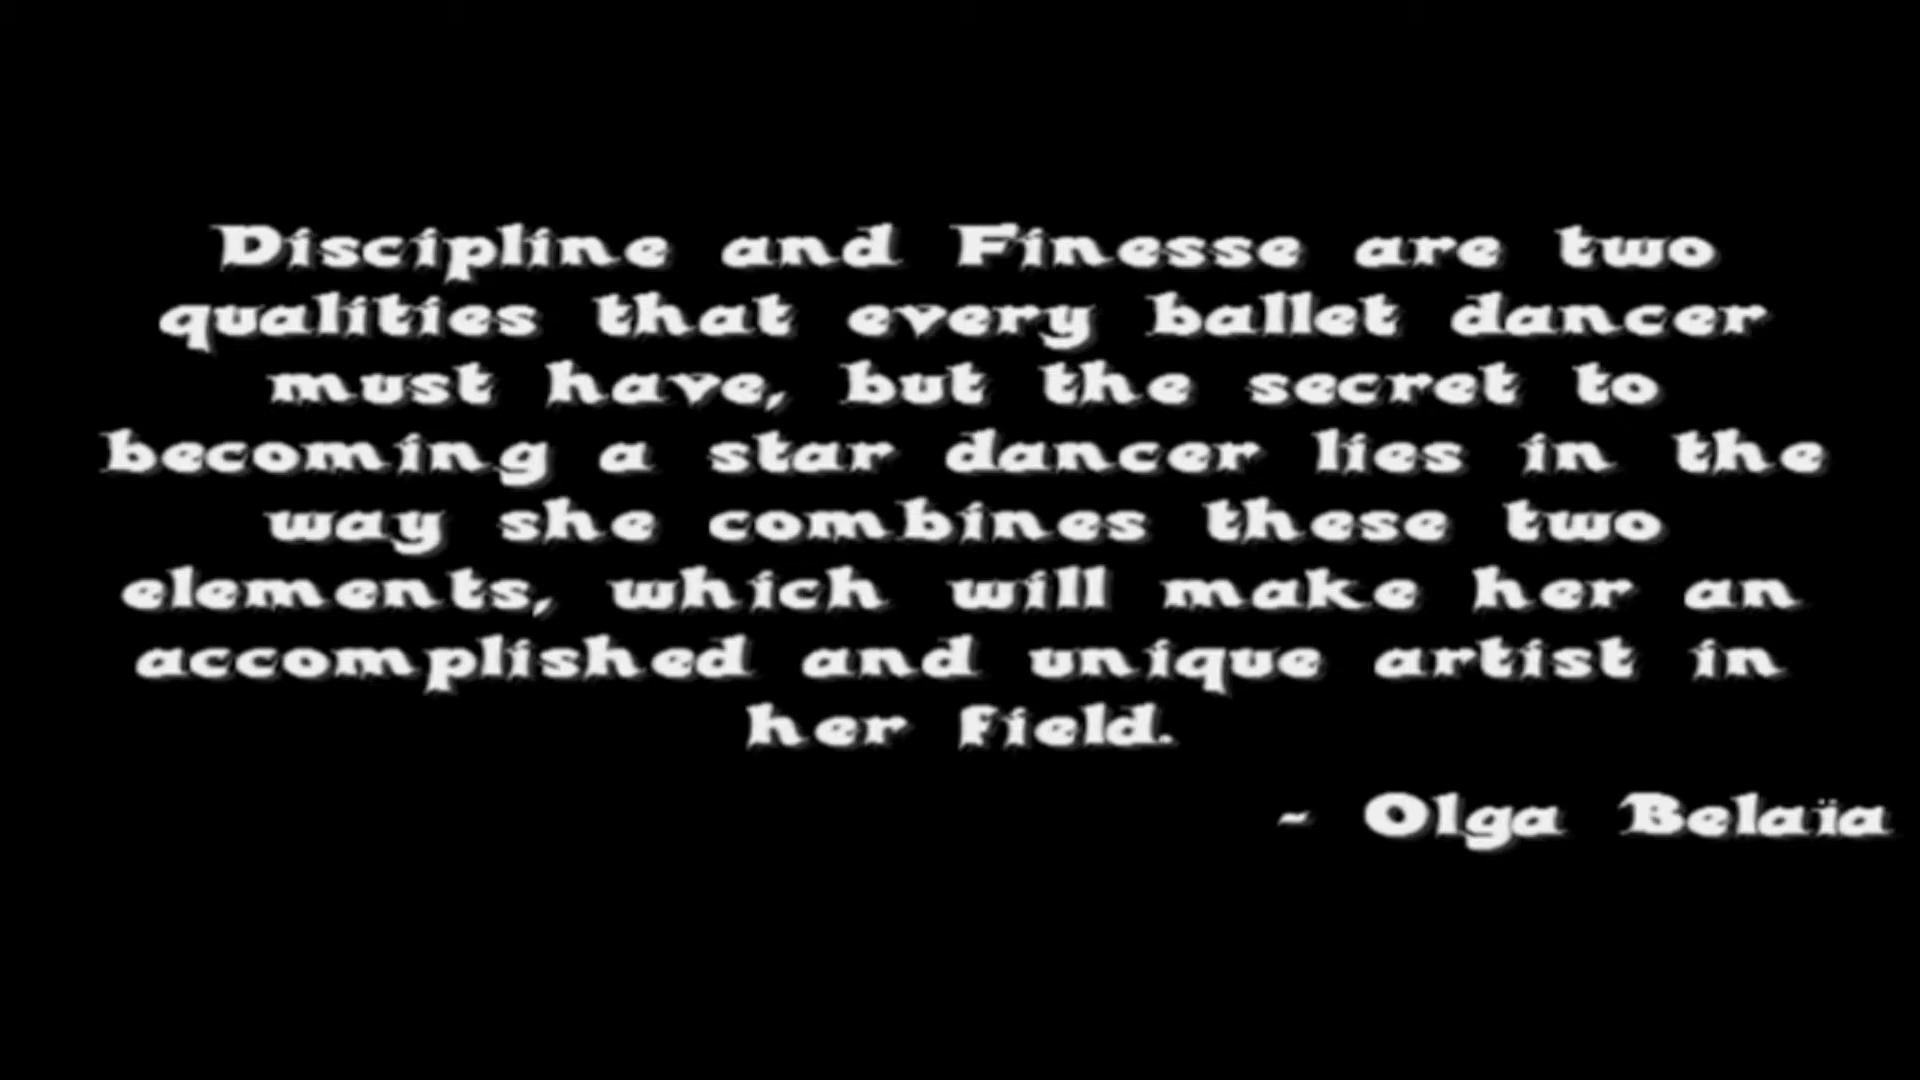 Discipline and Finesse are two
qualities that every ballet dancer
must have, but the secret to
becoming a star dancer lies in the
way she combines these two
elements, which will make her an
accomplished and unique artist in
her field.
~ Olga Belaïa